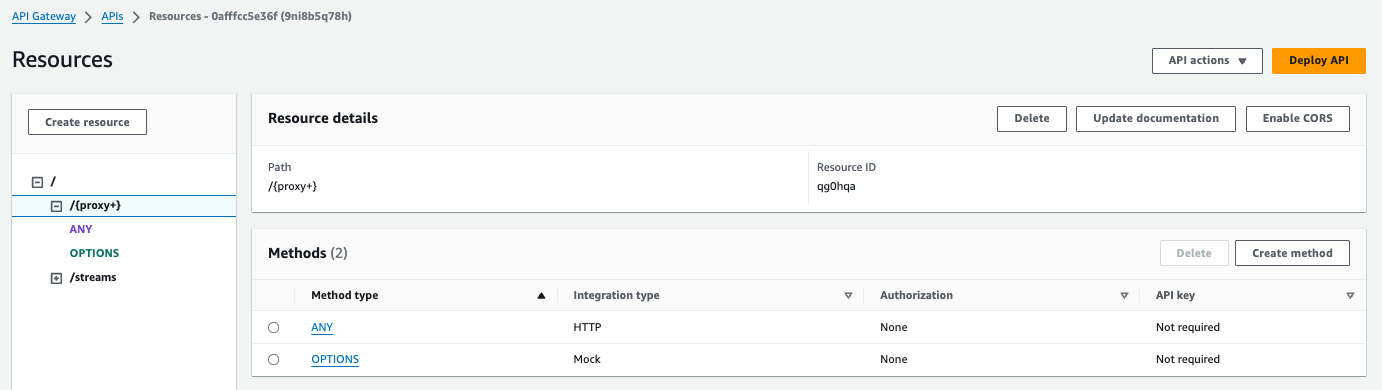 API Gateway > APIs > Resources - 0afffcc5e36f (9ni8b5q78h)
Resources
API actions
Deploy API
Create resource
/
/{proxy+}
ANY
OPTIONS
/streams
Resource details
Delete
Update documentation
Enable CORS
Path
/{proxy+}
Resource ID
qg0hqa
Methods (2)
Delete
Create method
Method type
Integration type
Authorization
API key
ANY
HTTP
None
Not required
OPTIONS
Mock
None
Not required